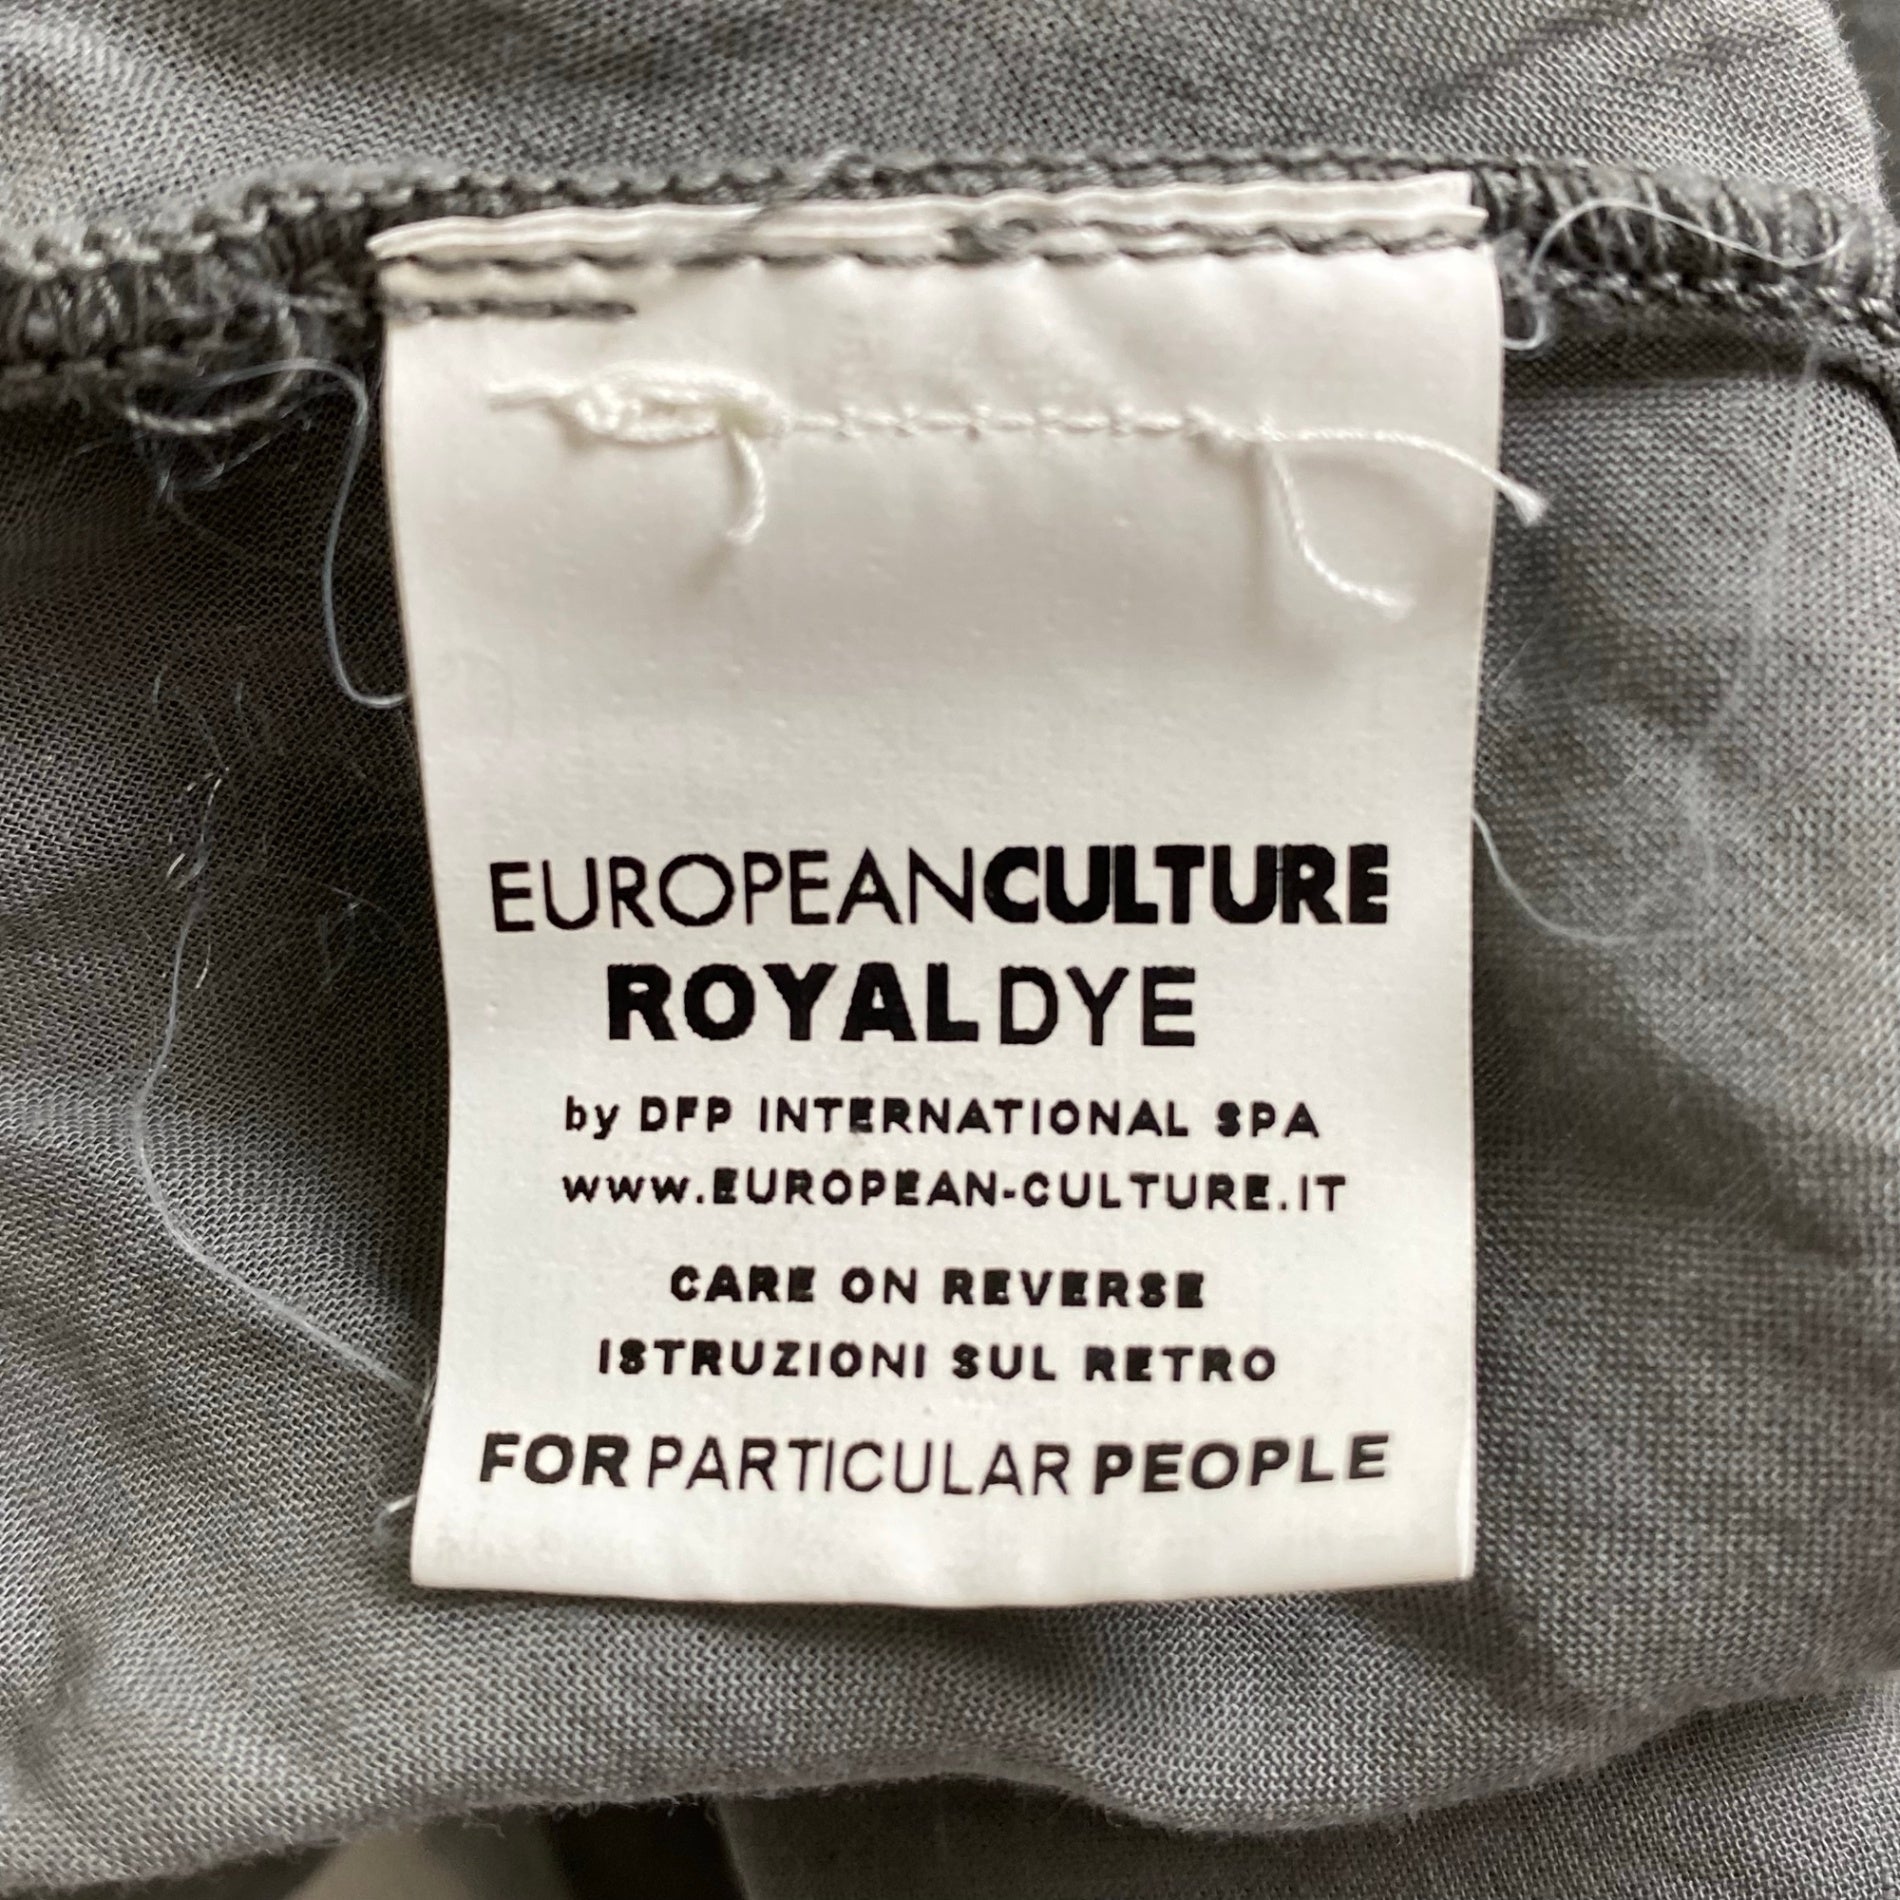 EUROPEANCULTURE
ROYALDYE
by DFP INTERNATIONAL SPA
WWW.EUROPEAN-CULTURE.IT
CARE ON REVERSE
ISTRUZIONI SUL RETRO
FOR PARTICULAR PEOPLE